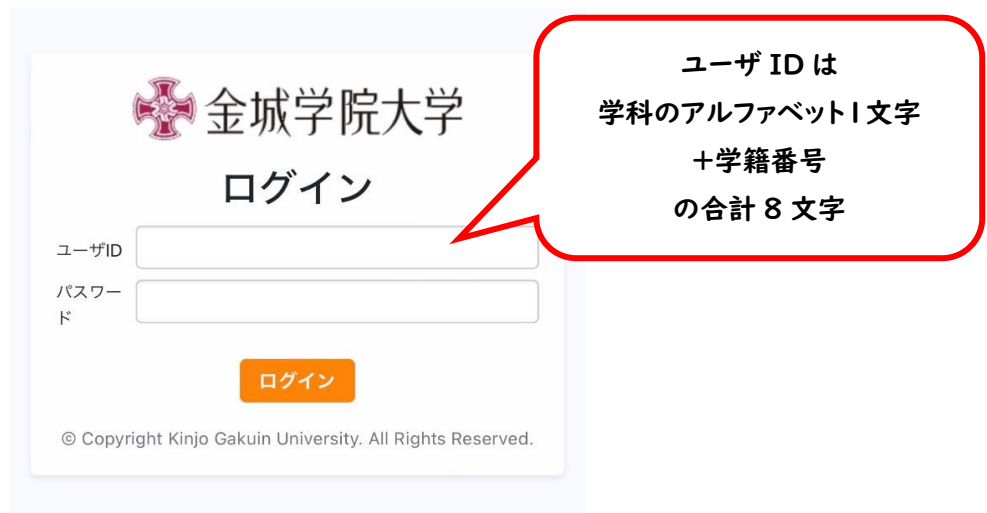 金城学院大学
ログイン
ユーザID
パスワー
ド
ログイン
© Copyright Kinjo Gakuin University. All Rights Reserved.
ユーザ ID は
学科のアルファベット1文字
+学籍番号
の合計 8 文字